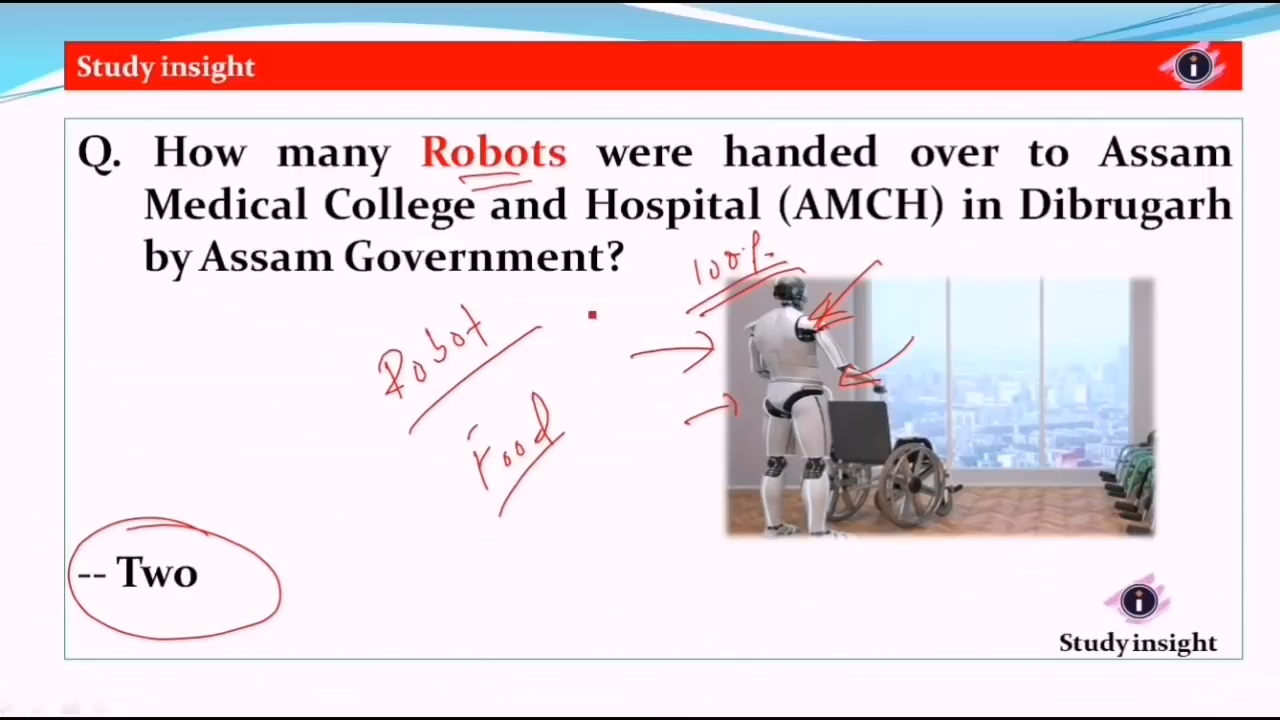 Study insight
Q. How many Robots were handed over to Assam
Medical College and Hospital (AMCH) in Dibrugarh
by Assam Government?
100%
Robot
Food
-- Two
Study insight